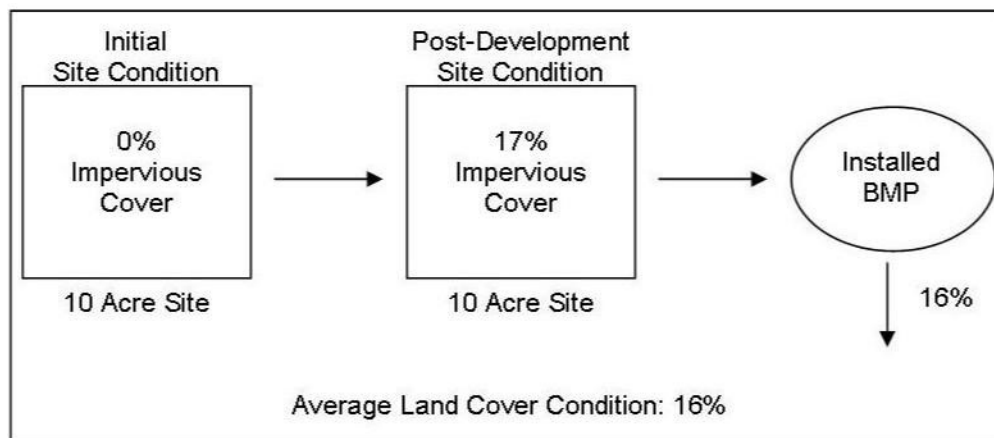 Initial
Site Condition
0%
Impervious
Cover
10 Acre Site
Post-Development
Site Condition
17%
Impervious
Cover
10 Acre Site
Installed
BMP
16%
Average Land Cover Condition: 16%